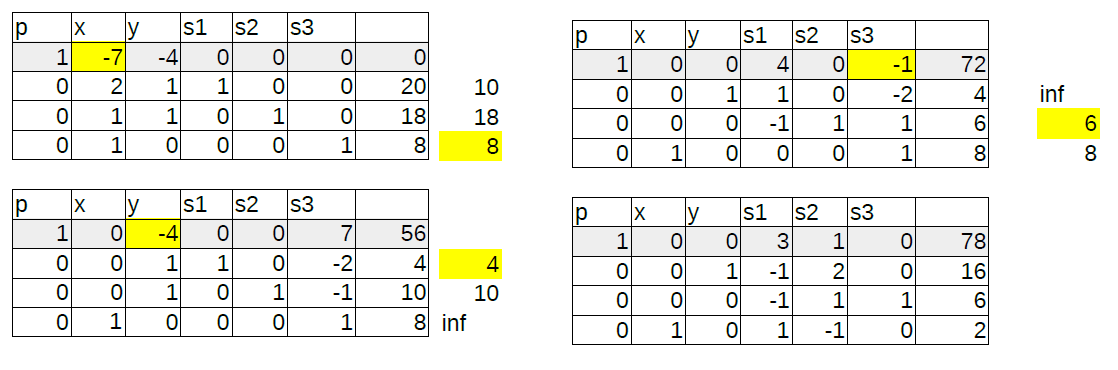 p x y s1 s2 s3
1 -7 -4 0 0 0 0
0 2 1 1 0 0 20 10
0 1 1 0 1 0 18 18
0 1 0 0 0 1 8 8
p x y s1 s2 s3
1 0 -4 0 0 7 56
0 0 1 1 0 -2 4 4
0 0 1 0 1 -1 10 10
0 1 0 0 0 1 8 inf
p x y s1 s2 s3
1 0 0 4 0 -1 72
0 0 1 1 0 -2 4 inf
0 0 0 -1 1 1 6 6
0 1 0 0 0 1 8 8
p x y s1 s2 s3
1 0 0 3 1 0 78
0 0 1 -1 2 0 16
0 0 0 -1 1 1 6
0 1 0 1 -1 0 2